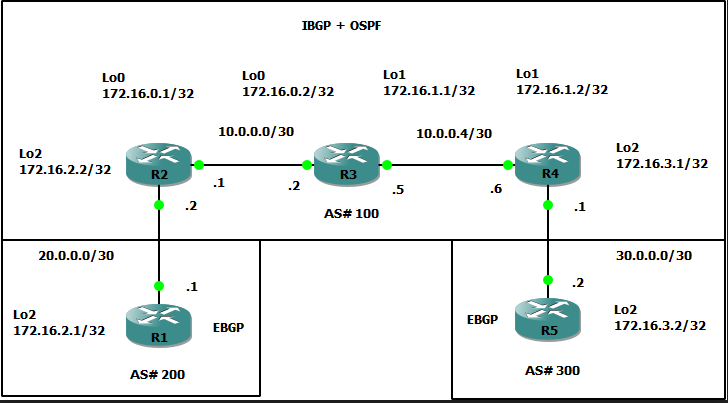 IBGP + OSPF
Lo0
172.16.0.1/32
Lo0
172.16.0.2/32
Lo1
172.16.1.1/32
Lo1
172.16.1.2/32
10.0.0.0/30
10.0.0.4/30
Lo2
172.16.2.2/32
R2
.1
.2
R3
.5
.6
R4
Lo2
172.16.3.1/32
.2
AS# 100
.1
20.0.0.0/30
30.0.0.0/30
.1
.2
Lo2
172.16.2.1/32
R1
EBGP
AS# 200
EBGP
R5
Lo2
172.16.3.2/32
AS# 300